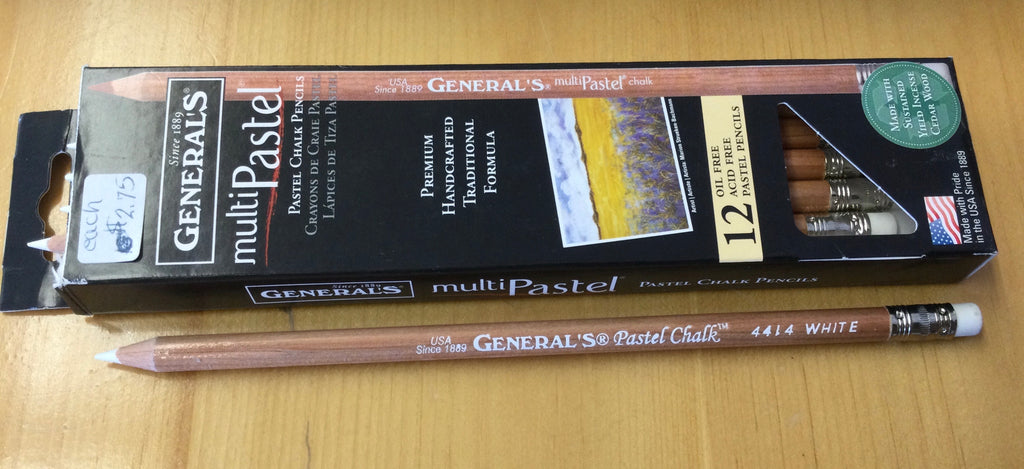 USA
Since 1889 GENERAL'S® multiPastel® chalk
MADE WITH
SUSTAINED
YIELD INCENSE
CEDAR WOOD
each
$2.75
Since 1889
GENERAL'S®
multiPastel
PASTEL CHALK PENCILS
CRAYONS DE CRAIE PASTEL
LÁPICES DE TIZA PASTEL
PREMIUM
HANDCRAFTED
TRADITIONAL
FORMULA
12 OIL FREE
ACID FREE
PASTEL PENCILS
Made with Pride
in the USA Since 1889
Since 1889
GENERAL'S
multiPastel PASTEL CHALK PENCILS
USA
Since 1889 GENERAL'S® Pastel Chalk™ 4414 WHITE